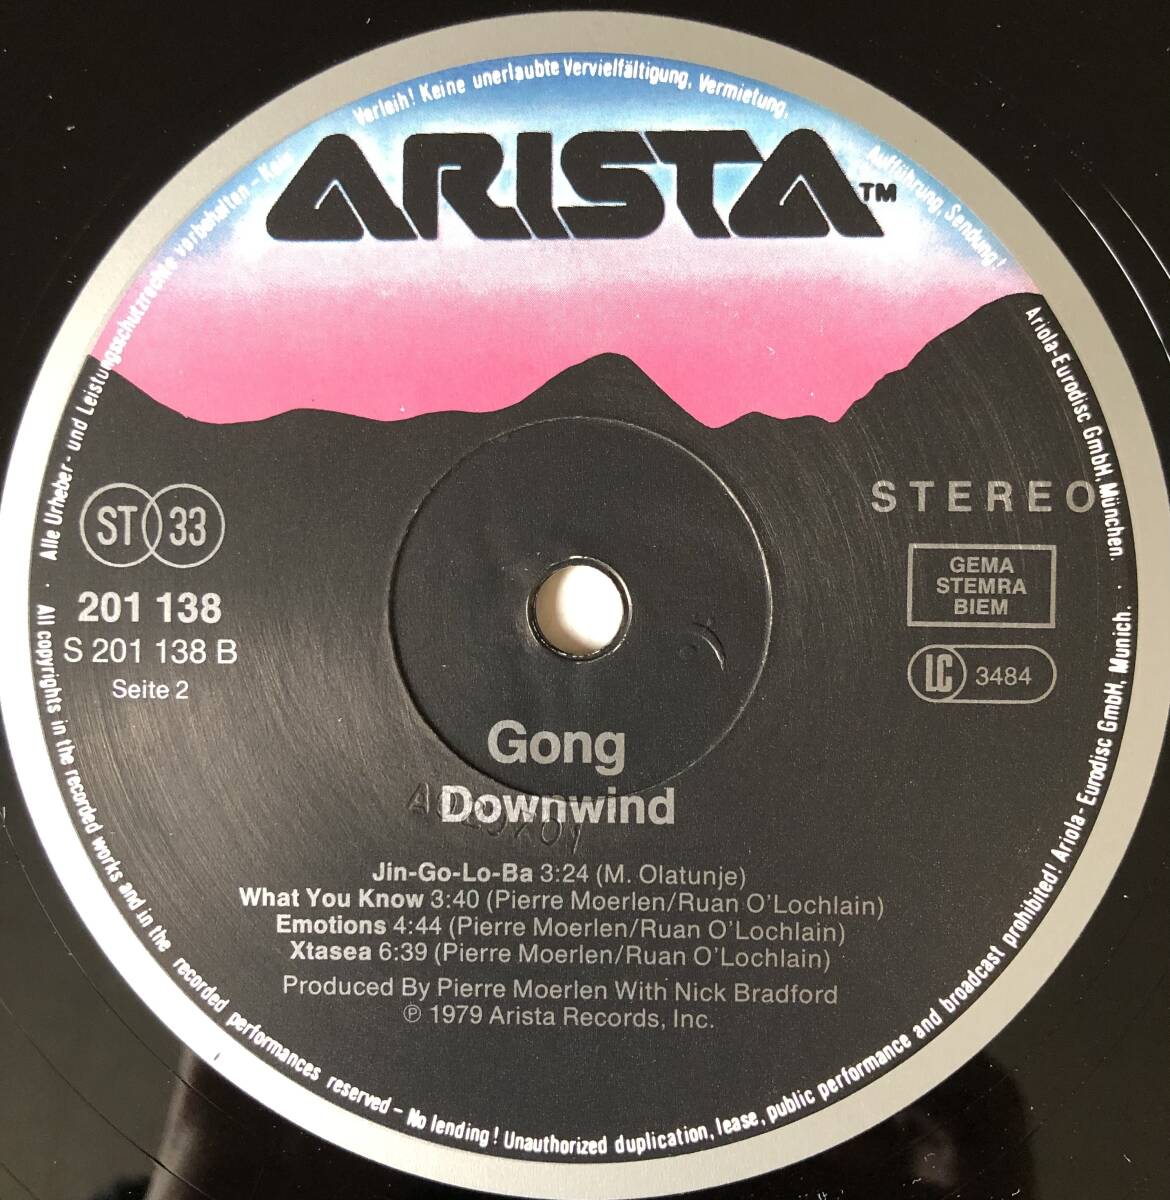 Alle Urheber- und Leistungsschutzrechte vorbehalten - Kein Verleih! Keine unerlaubte Vervielfältigung, Vermietung, Aufführung, Sendung!
ARISTA™
Ariola-Eurodisc GmbH, München.
STEREO
ST 33
201 138
S 201 138 B
Seite 2
GEMA
STEMRA
BIEM
LC 3484
Gong
Downwind
Jin-Go-Lo-Ba 3:24 (M. Olatunje)
What You Know 3:40 (Pierre Moerlen/Ruan O'Lochlain)
Emotions 4:44 (Pierre Moerlen/Ruan O'Lochlain)
Xtasea 6:39 (Pierre Moerlen/Ruan O'Lochlain)
Produced By Pierre Moerlen With Nick Bradford
℗ 1979 Arista Records, Inc.
· All copyrights in the recorded works and in the recorded performances reserved - No lending! Unauthorized duplication, lease, public performance and broadcast prohibited! Ariola-Eurodisc GmbH, Munich. ·